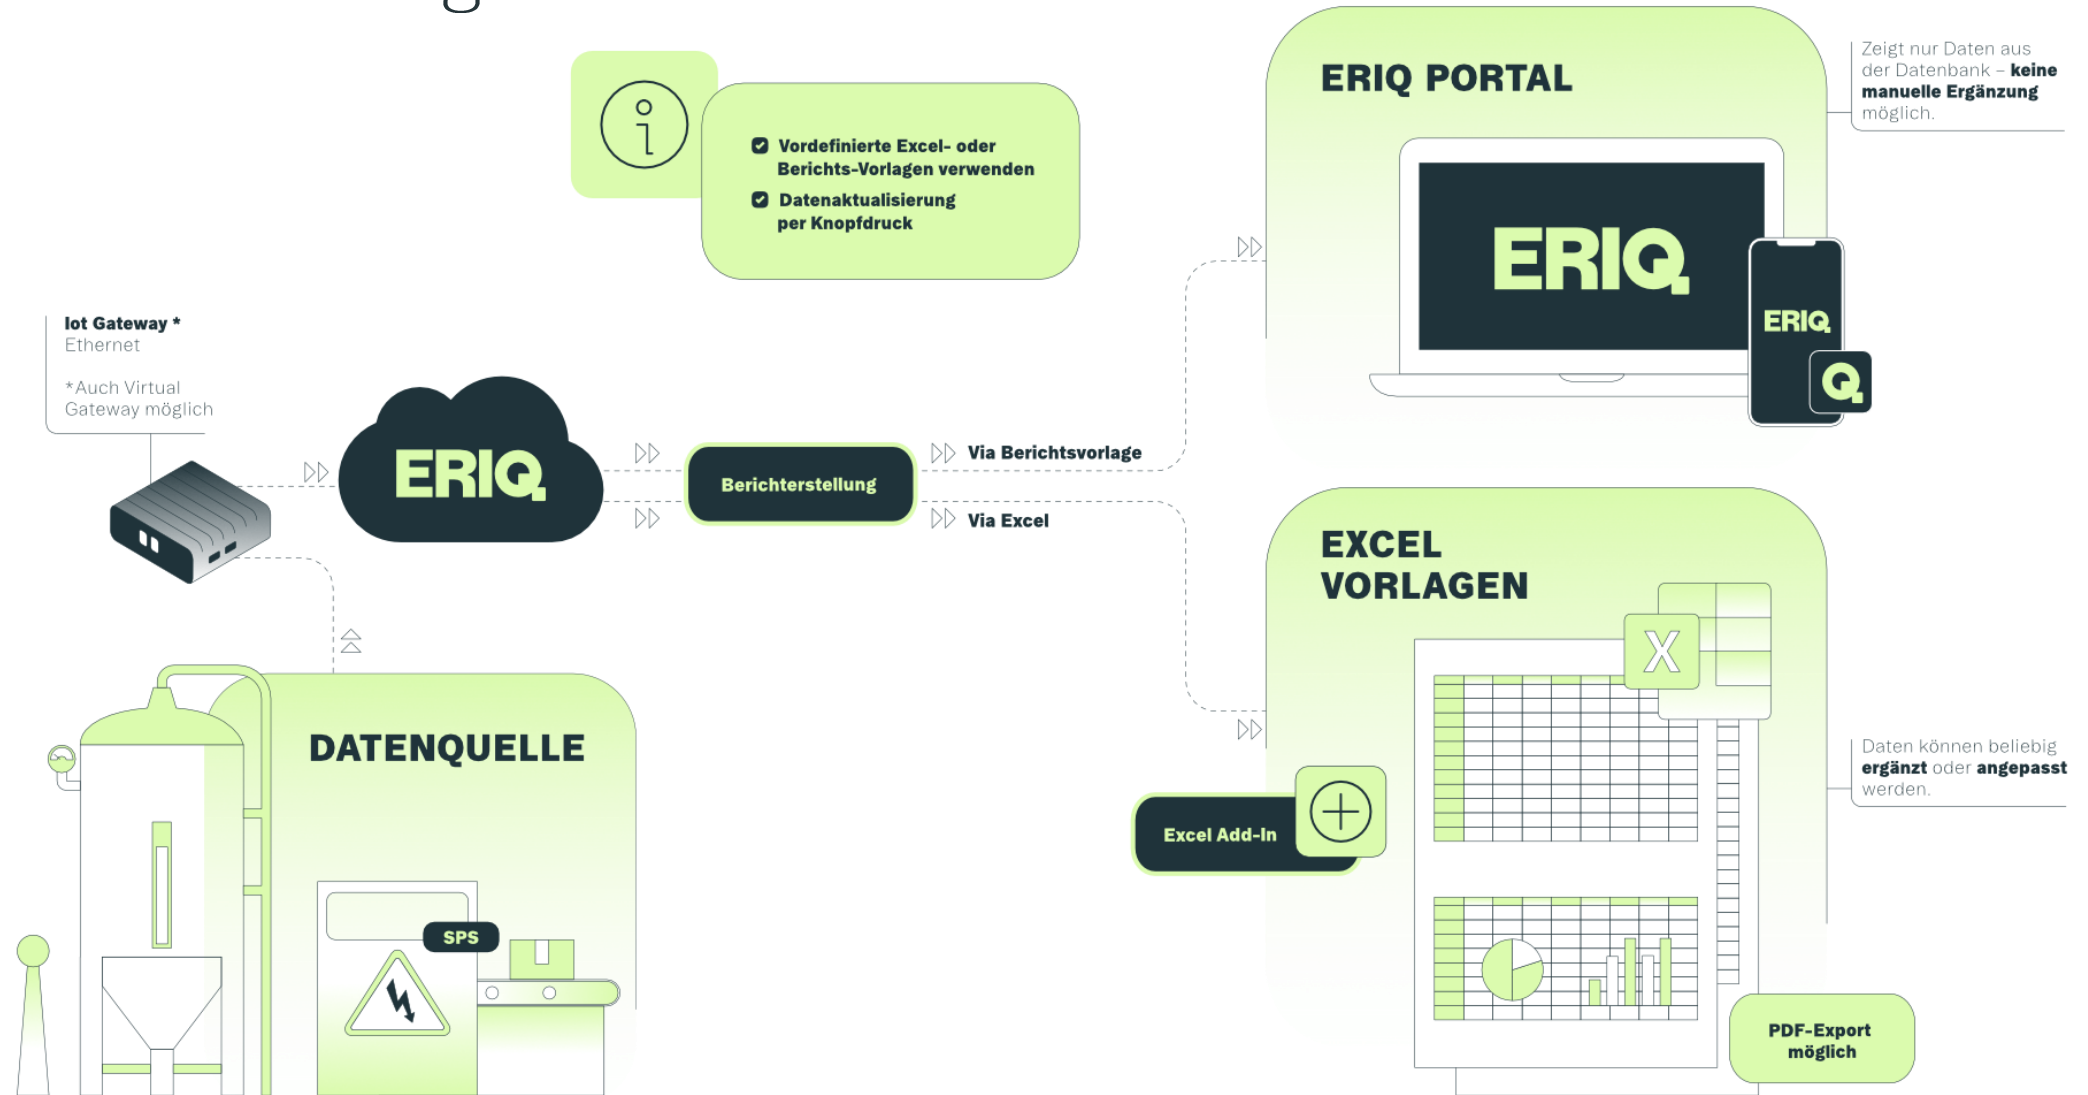 g
Vordefinierte Excel- oder
Berichts-Vorlagen verwenden
Datenaktualisierung
per Knopfdruck
ERIQ PORTAL
Zeigt nur Daten aus
der Datenbank – keine
manuelle Ergänzung
möglich.
ERIQ
ERIQ
Q
Iot Gateway *
Ethernet
*Auch Virtual
Gateway möglich
ERIQ
Berichterstellung
Via Berichtsvorlage
Via Excel
EXCEL
VORLAGEN
X
Daten können beliebig
ergänzt oder angepasst
werden.
Excel Add-In
PDF-Export
möglich
DATENQUELLE
SPS